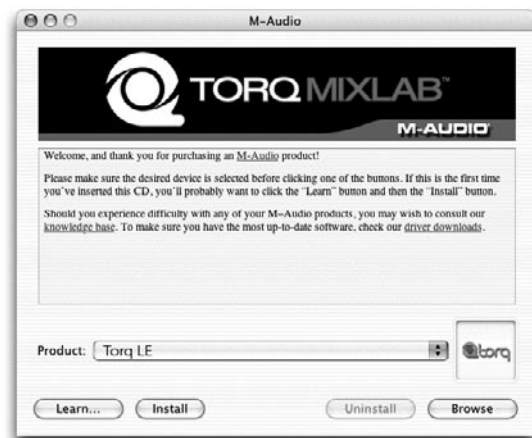 M-Audio
TORQ MIXLAB™
M-AUDIO
Welcome, and thank you for purchasing an M-Audio product!
Please make sure the desired device is selected before clicking one of the buttons. If this is the first time
you've inserted this CD, you'll probably want to click the "Learn" button and then the "Install" button.
Should you experience difficulty with any of your M-Audio products, you may wish to consult our
knowledge base. To make sure you have the most up-to-date software, check our driver downloads.
Product: Torq LE
torq
Learn... Install Uninstall Browse